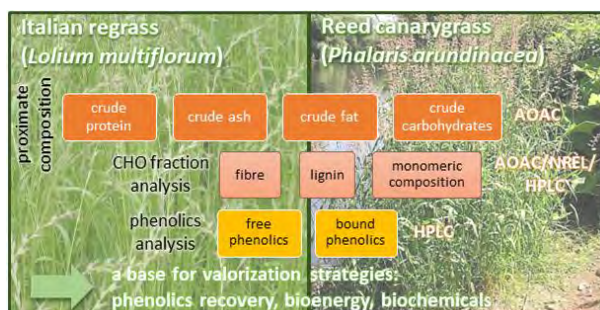 Italian regrass
(Lolium multiflorum)
Reed canarygrass
(Phalaris arundinacea)
proximate
composition
crude
protein
crude ash
crude fat
crude
carbohydrates
AOAC
CHO fraction
analysis
fibre
lignin
monomeric
composition
AOAC/NREL/
HPLC
phenolics
analysis
free
phenolics
bound
phenolics
HPLC
a base for valorization strategies:
phenolics recovery, bioenergy, biochemicals